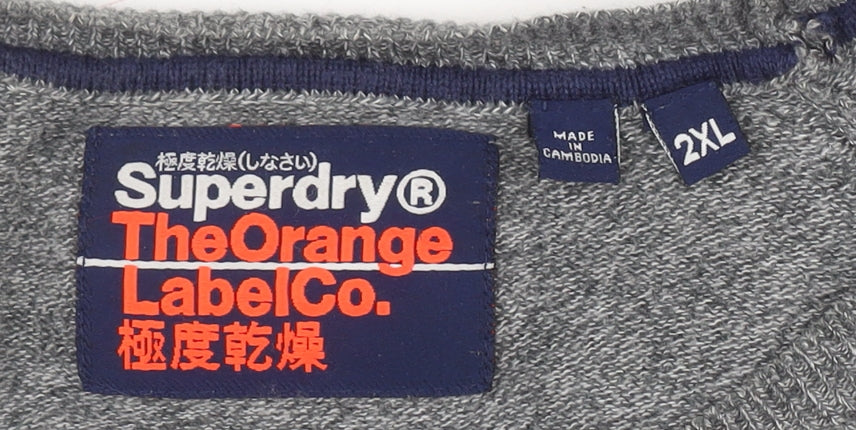 極度乾燥(しなさい)
Superdry®
TheOrange
LabelCo.
極度乾燥
MADE
IN
CAMBODIA
2XL